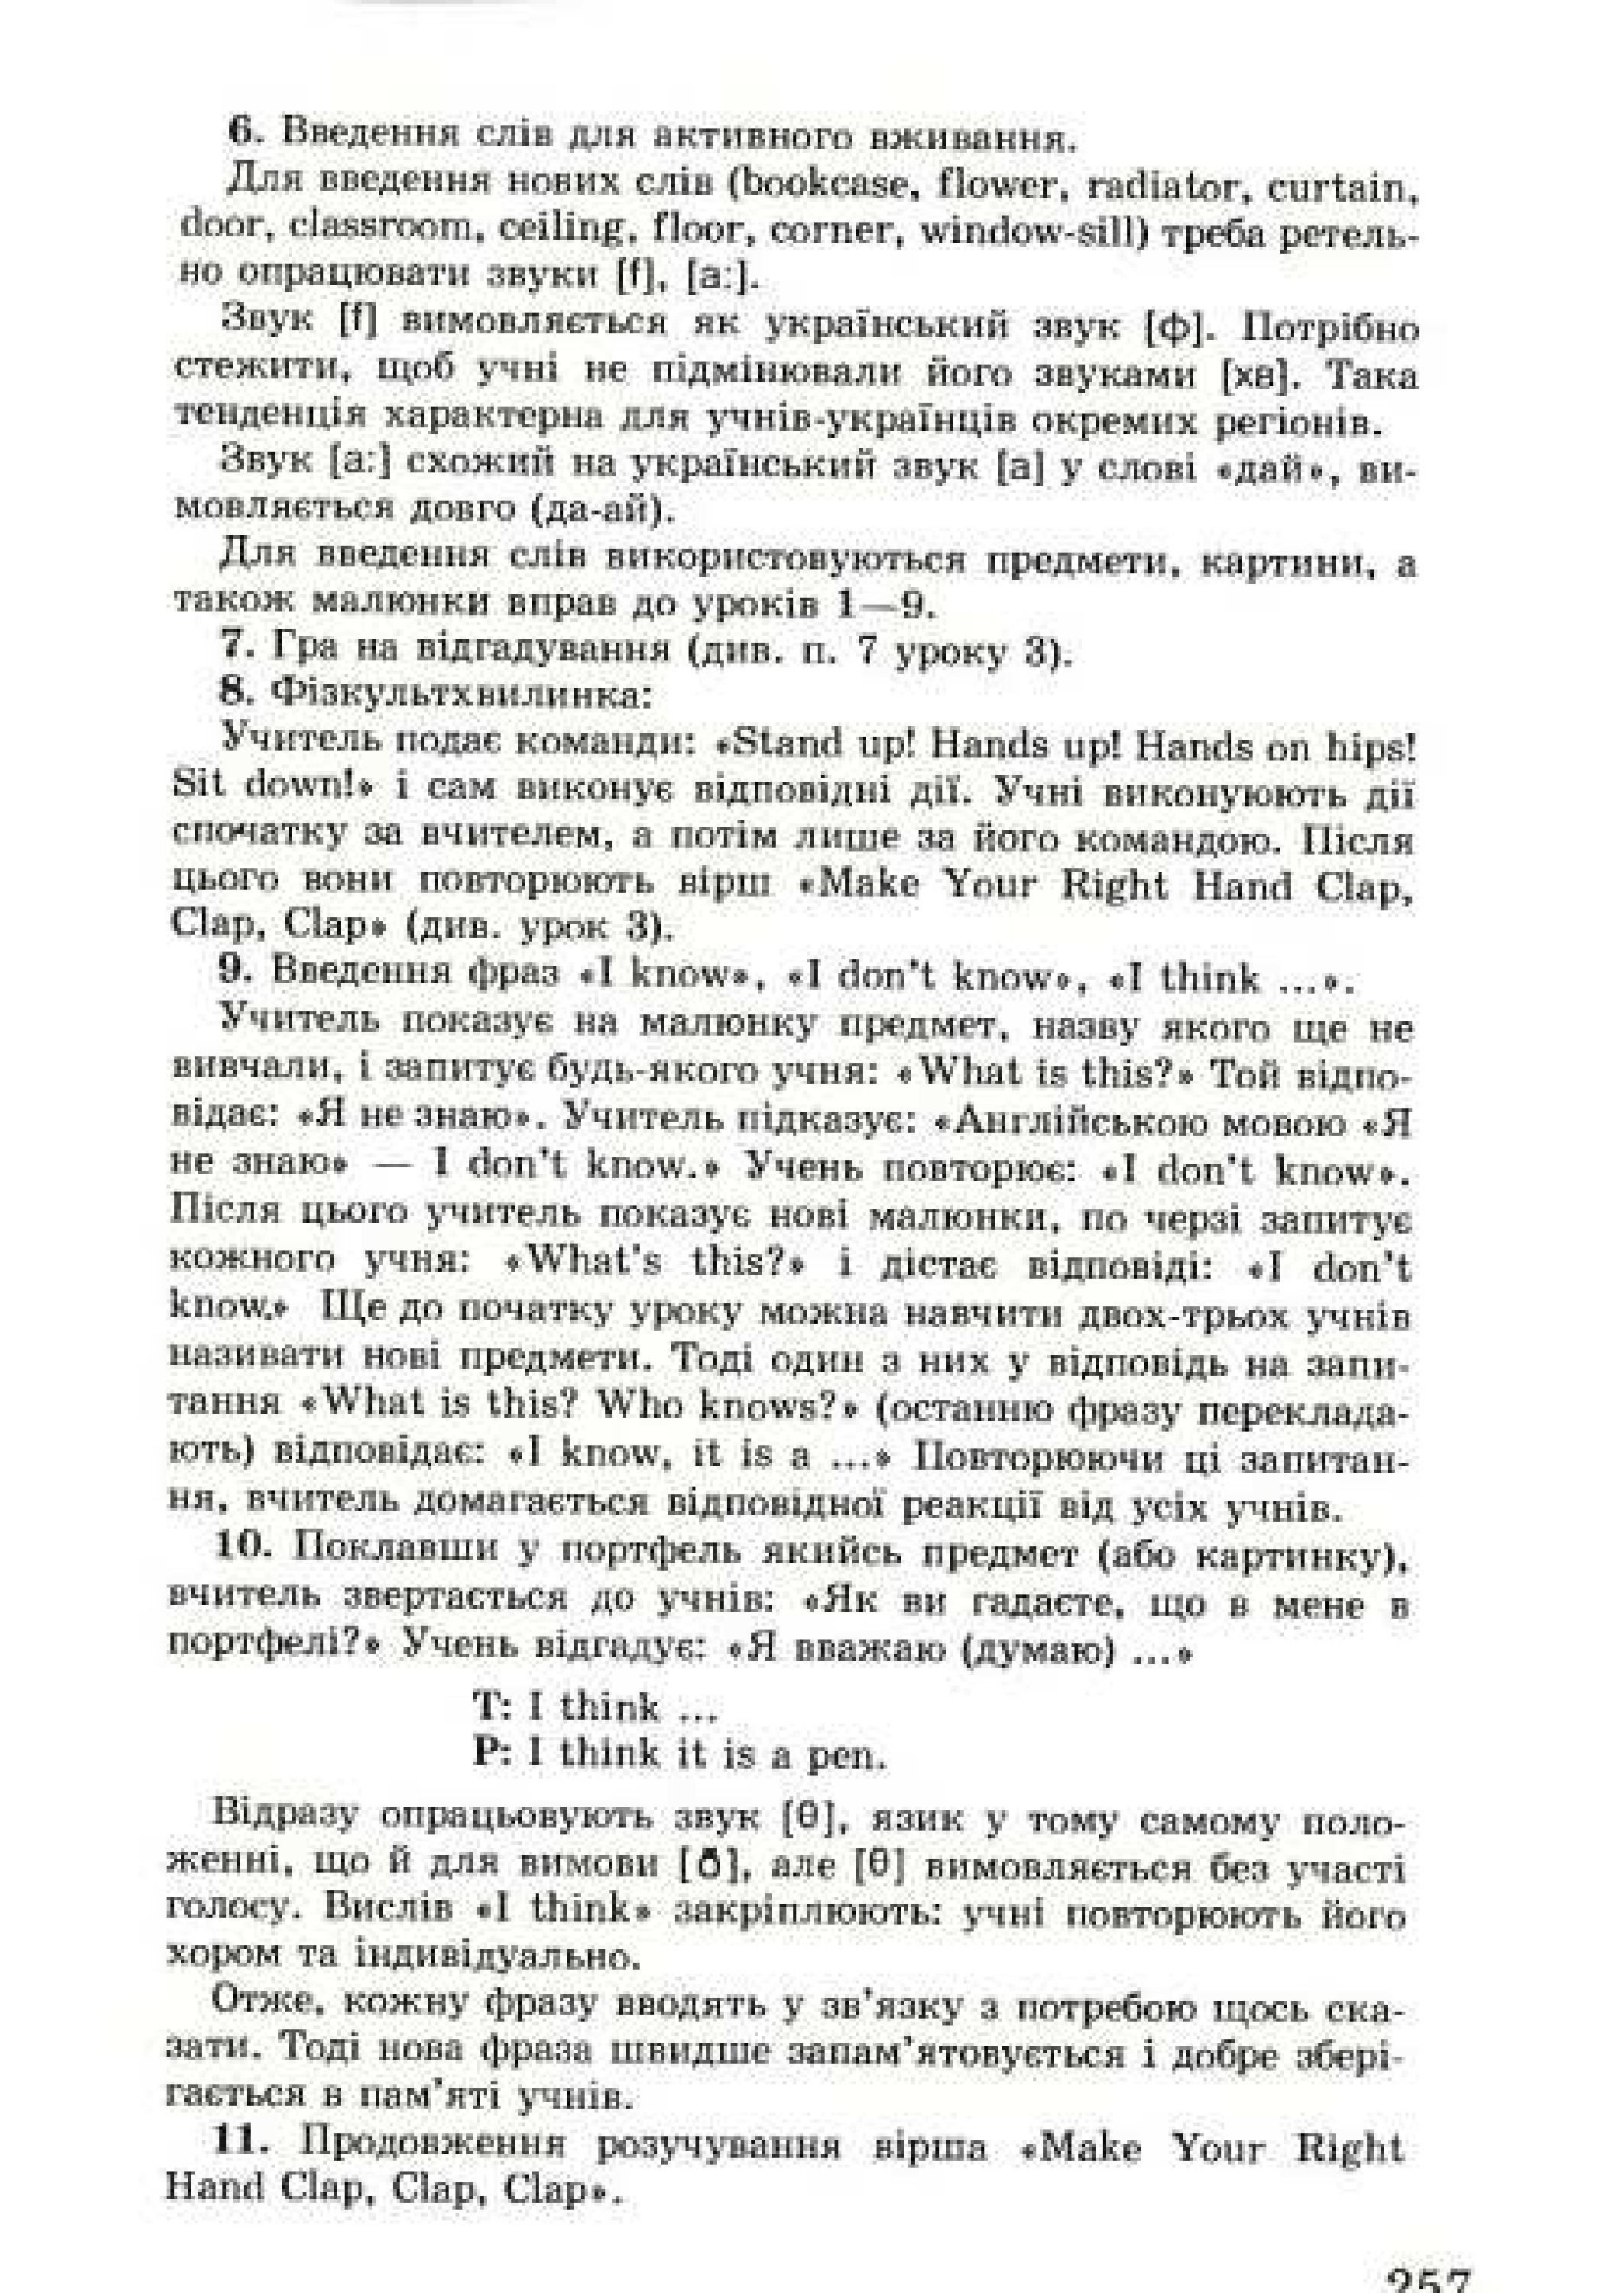 6. Введення слів для активного вживання.
Для введення нових слів (bookcase, flower, radiator, curtain,
door, classroom, ceiling, floor, corner, window-sill) треба ретель-
но опрацювати звуки [f], [a:].
Звук [f] вимовляється як український звук [ф]. Потрібно
стежити, щоб учні не підмінювали його звуками [хв]. Така
тенденція характерна для учнів-українців окремих регіонів.
Звук [a:] схожий на український звук [а] у слові «дай», ви-
мовляється довго (да-ай).
Для введення слів використовуються предмети, картини, а
також малюнки вправ до уроків 1—9.
7. Гра на відгадування (див. п. 7 уроку 3).
8. Фізкультхвилинка:
Учитель подає команди: «Stand up! Hands up! Hands on hips!
Sit down!» і сам виконує відповідні дії. Учні виконуюють дії
спочатку за вчителем, а потім лише за його командою. Після
цього вони повторюють вірш «Make Your Right Hand Clap,
Clap, Clap» (див. урок 3).
9. Введення фраз «I know», «I don't know», «I think ...».
Учитель показує на малюнку предмет, назву якого ще не
вивчали, і запитує будь-якого учня: «What is this?» Той відпо-
відає: «Я не знаю». Учитель підказує: «Англійською мовою «Я
не знаю» — I don't know.» Учень повторює: «I don't know».
Після цього учитель показує нові малюнки, по черзі запитує
кожного учня: «What's this?» і дістає відповіді: «I don't
know.» Ще до початку уроку можна навчити двох-трьох учнів
називати нові предмети. Тоді один з них у відповідь на запи-
тання «What is this? Who knows?» (останню фразу переклада-
ють) відповідає: «I know, it is a ...» Повторюючи ці запитан-
ня, вчитель домагається відповідної реакції від усіх учнів.
10. Поклавши у портфель якийсь предмет (або картинку),
вчитель звертається до учнів: «Як ви гадаєте, що в мене в
портфелі?» Учень відгадує: «Я вважаю (думаю) ...»
T: I think ...
P: I think it is a pen.
Відразу опрацьовують звук [θ], язик у тому самому поло-
женні, що й для вимови [ð], але [θ] вимовляється без участі
голосу. Вислів «I think» закріплюють: учні повторюють його
хором та індивідуально.
Отже, кожну фразу вводять у зв'язку з потребою щось ска-
зати. Тоді нова фраза швидше запам'ятовується і добре збері-
гається в пам'яті учнів.
11. Продовження розучування вірша «Make Your Right
Hand Clap, Clap, Clap».
257